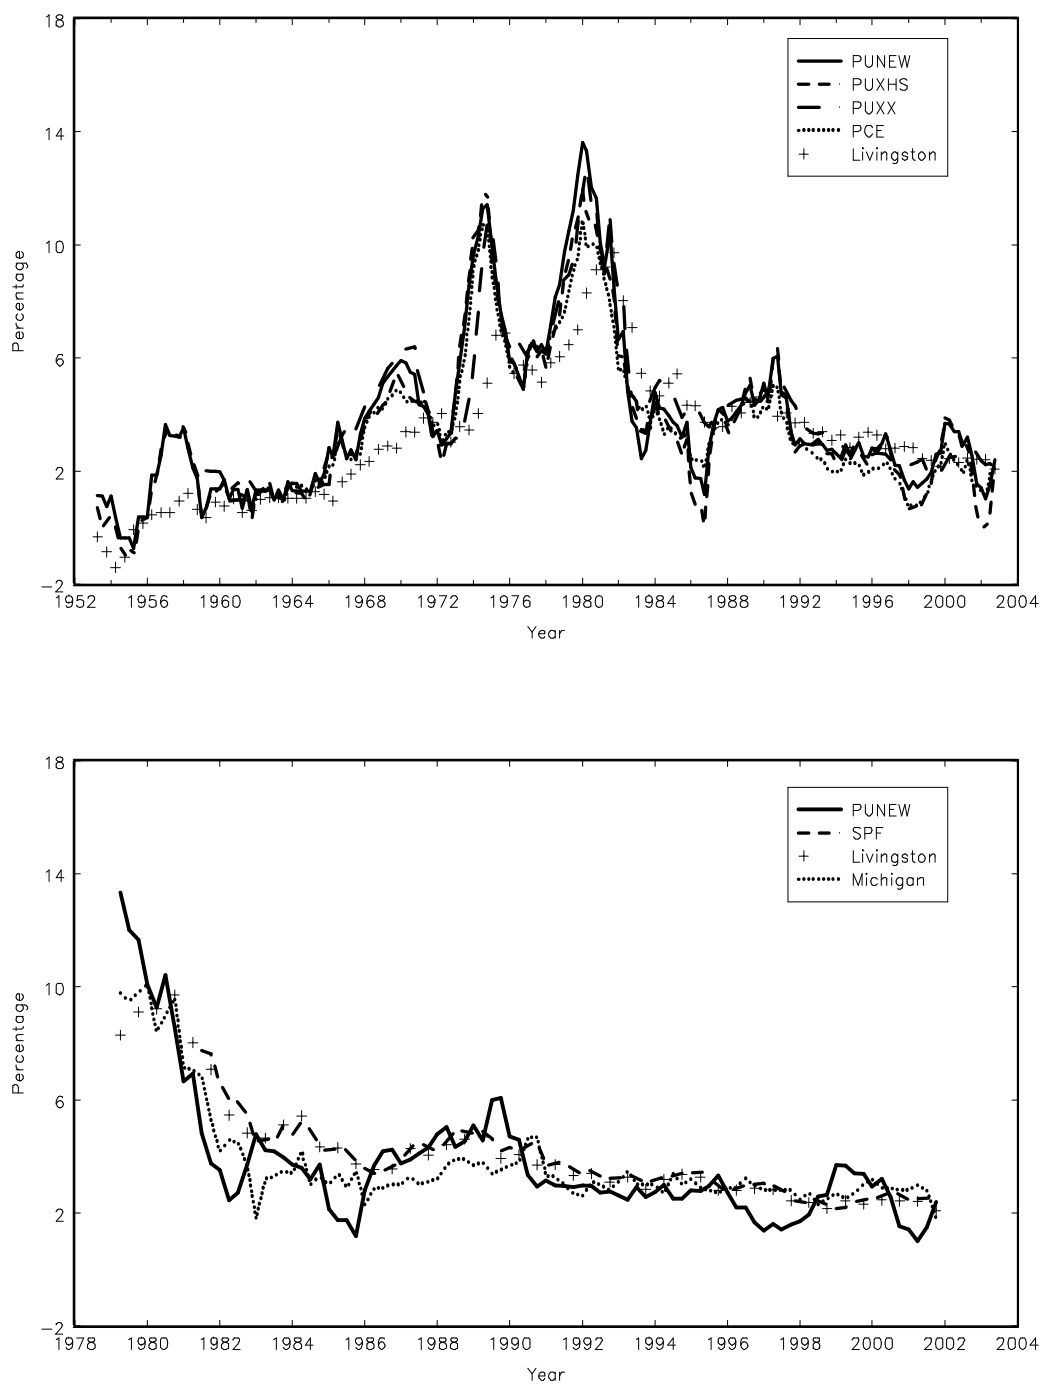 18
14
10
6
2
−2
Percentage
PUNEW
PUXHS
PUXX
PCE
Livingston
1952 1956 1960 1964 1968 1972 1976 1980 1984 1988 1992 1996 2000 2004
Year
18
14
10
6
2
−2
Percentage
PUNEW
SPF
Livingston
Michigan
1978 1980 1982 1984 1986 1988 1990 1992 1994 1996 1998 2000 2002 2004
Year